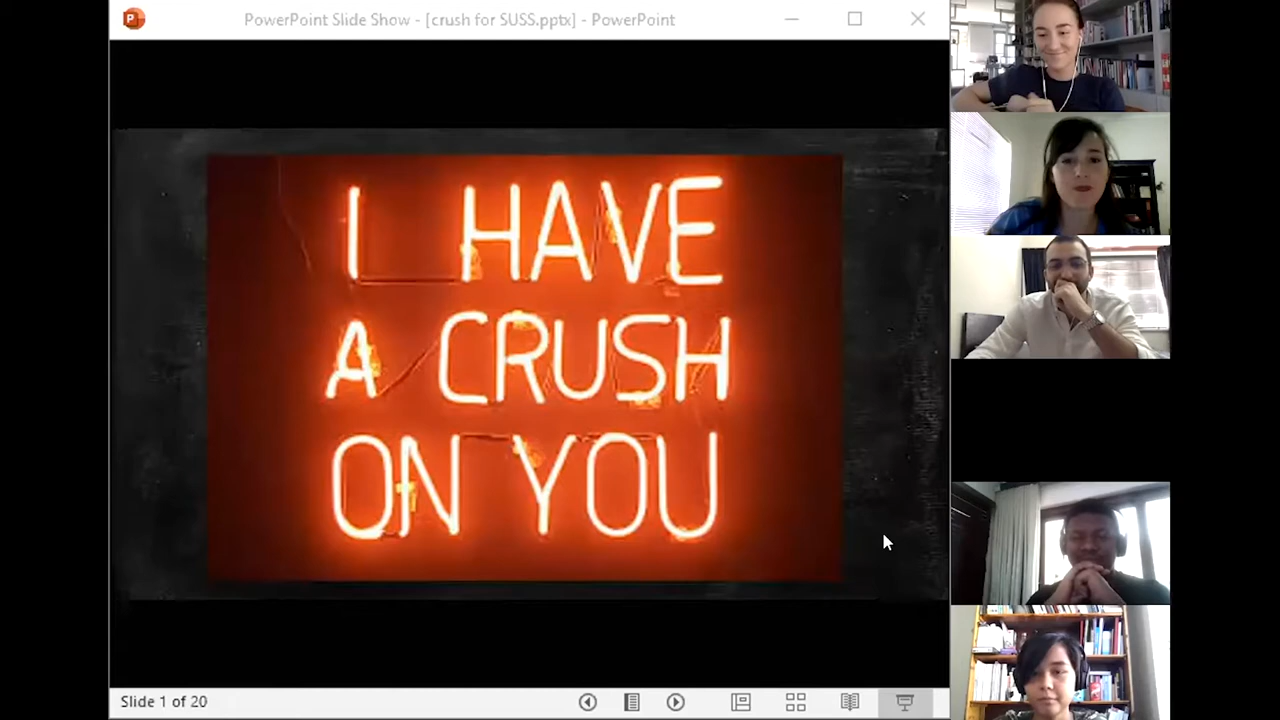 PowerPoint Slide Show - [crush for SUSS.pptx] - PowerPoint
I HAVE
A CRUSH
ON YOU
Slide 1 of 20